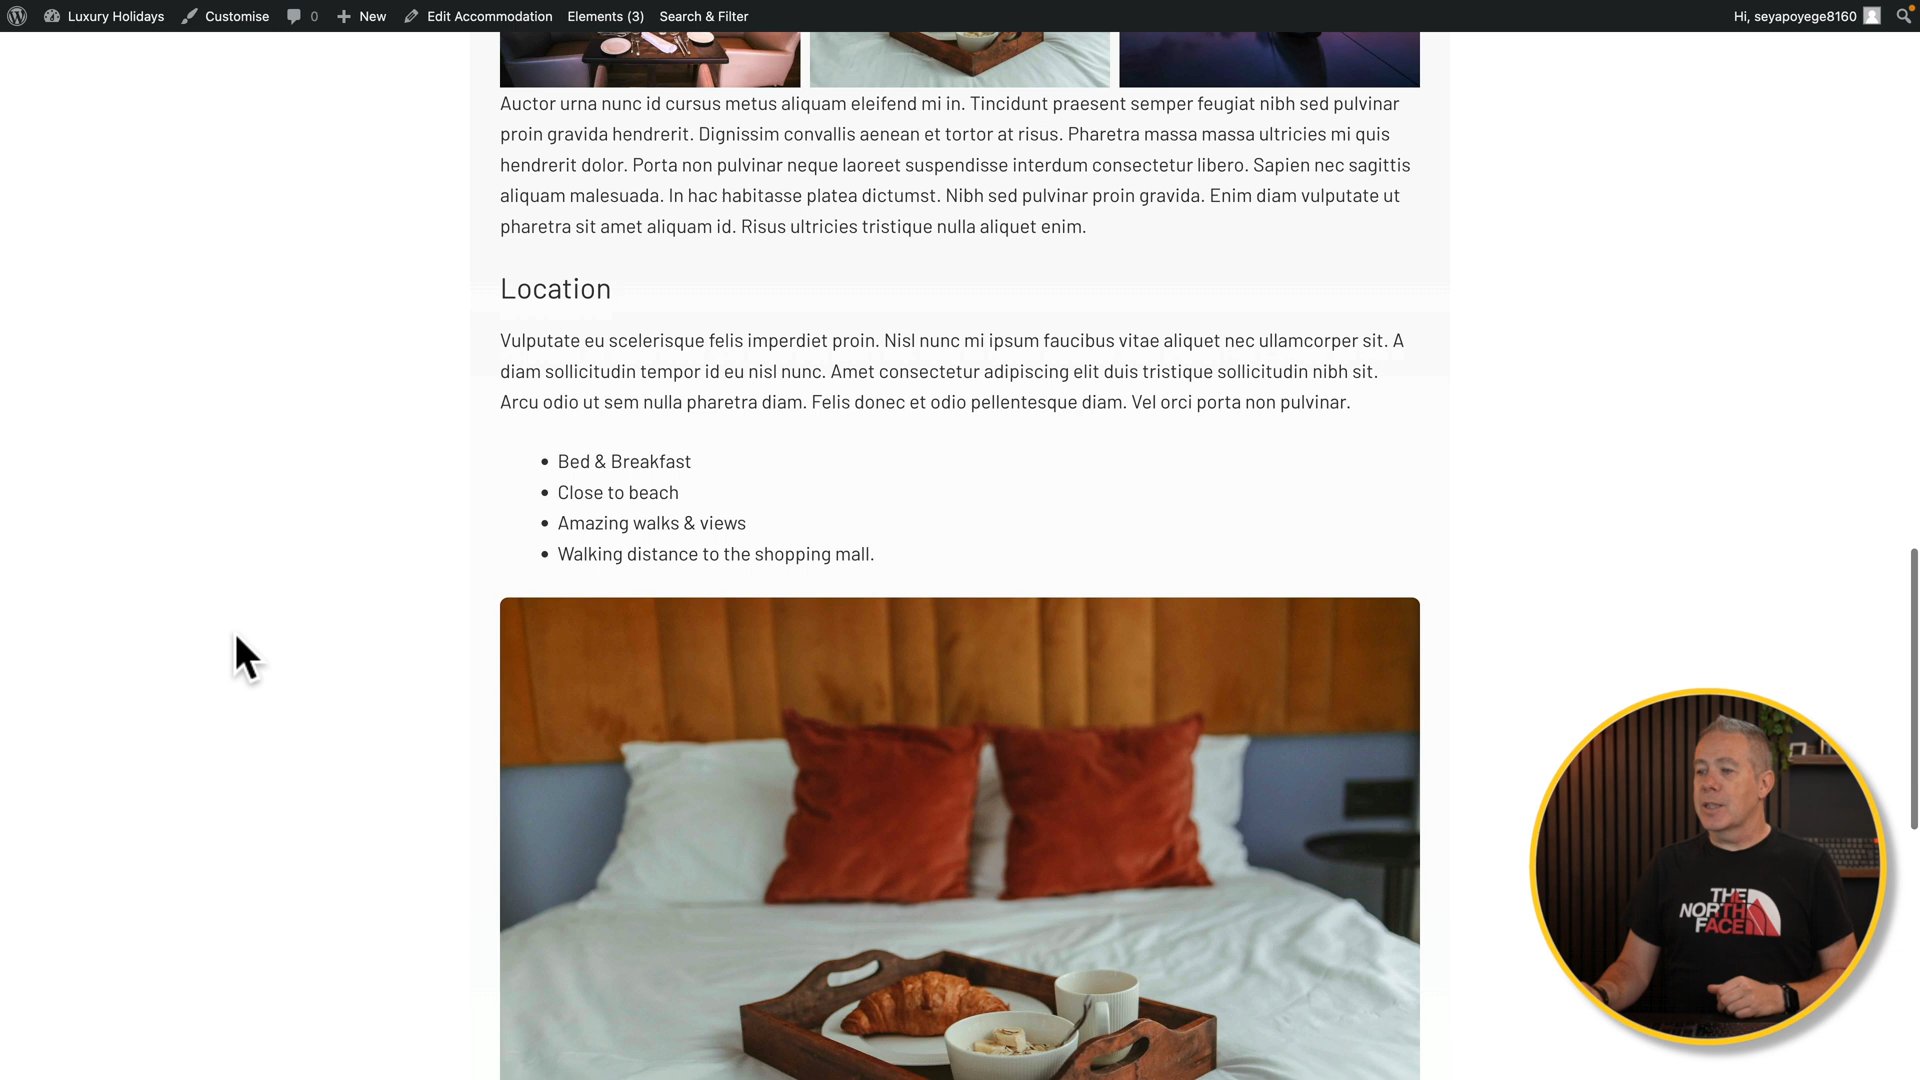 Luxury Holidays Customise 0 New Edit Accommodation Elements (3) Search & Filter Hi, seyapoyege8160
Auctor urna nunc id cursus metus aliquam eleifend mi in. Tincidunt praesent semper feugiat nibh sed pulvinar
proin gravida hendrerit. Dignissim convallis aenean et tortor at risus. Pharetra massa massa ultricies mi quis
hendrerit dolor. Porta non pulvinar neque laoreet suspendisse interdum consectetur libero. Sapien nec sagittis
aliquam malesuada. In hac habitasse platea dictumst. Nibh sed pulvinar proin gravida. Enim diam vulputate ut
pharetra sit amet aliquam id. Risus ultricies tristique nulla aliquet enim.
Location
Vulputate eu scelerisque felis imperdiet proin. Nisl nunc mi ipsum faucibus vitae aliquet nec ullamcorper sit. A
diam sollicitudin tempor id eu nisl nunc. Amet consectetur adipiscing elit duis tristique sollicitudin nibh sit.
Arcu odio ut sem nulla pharetra diam. Felis donec et odio pellentesque diam. Vel orci porta non pulvinar.
• Bed & Breakfast
• Close to beach
• Amazing walks & views
• Walking distance to the shopping mall.
THE
NORTH
FACE